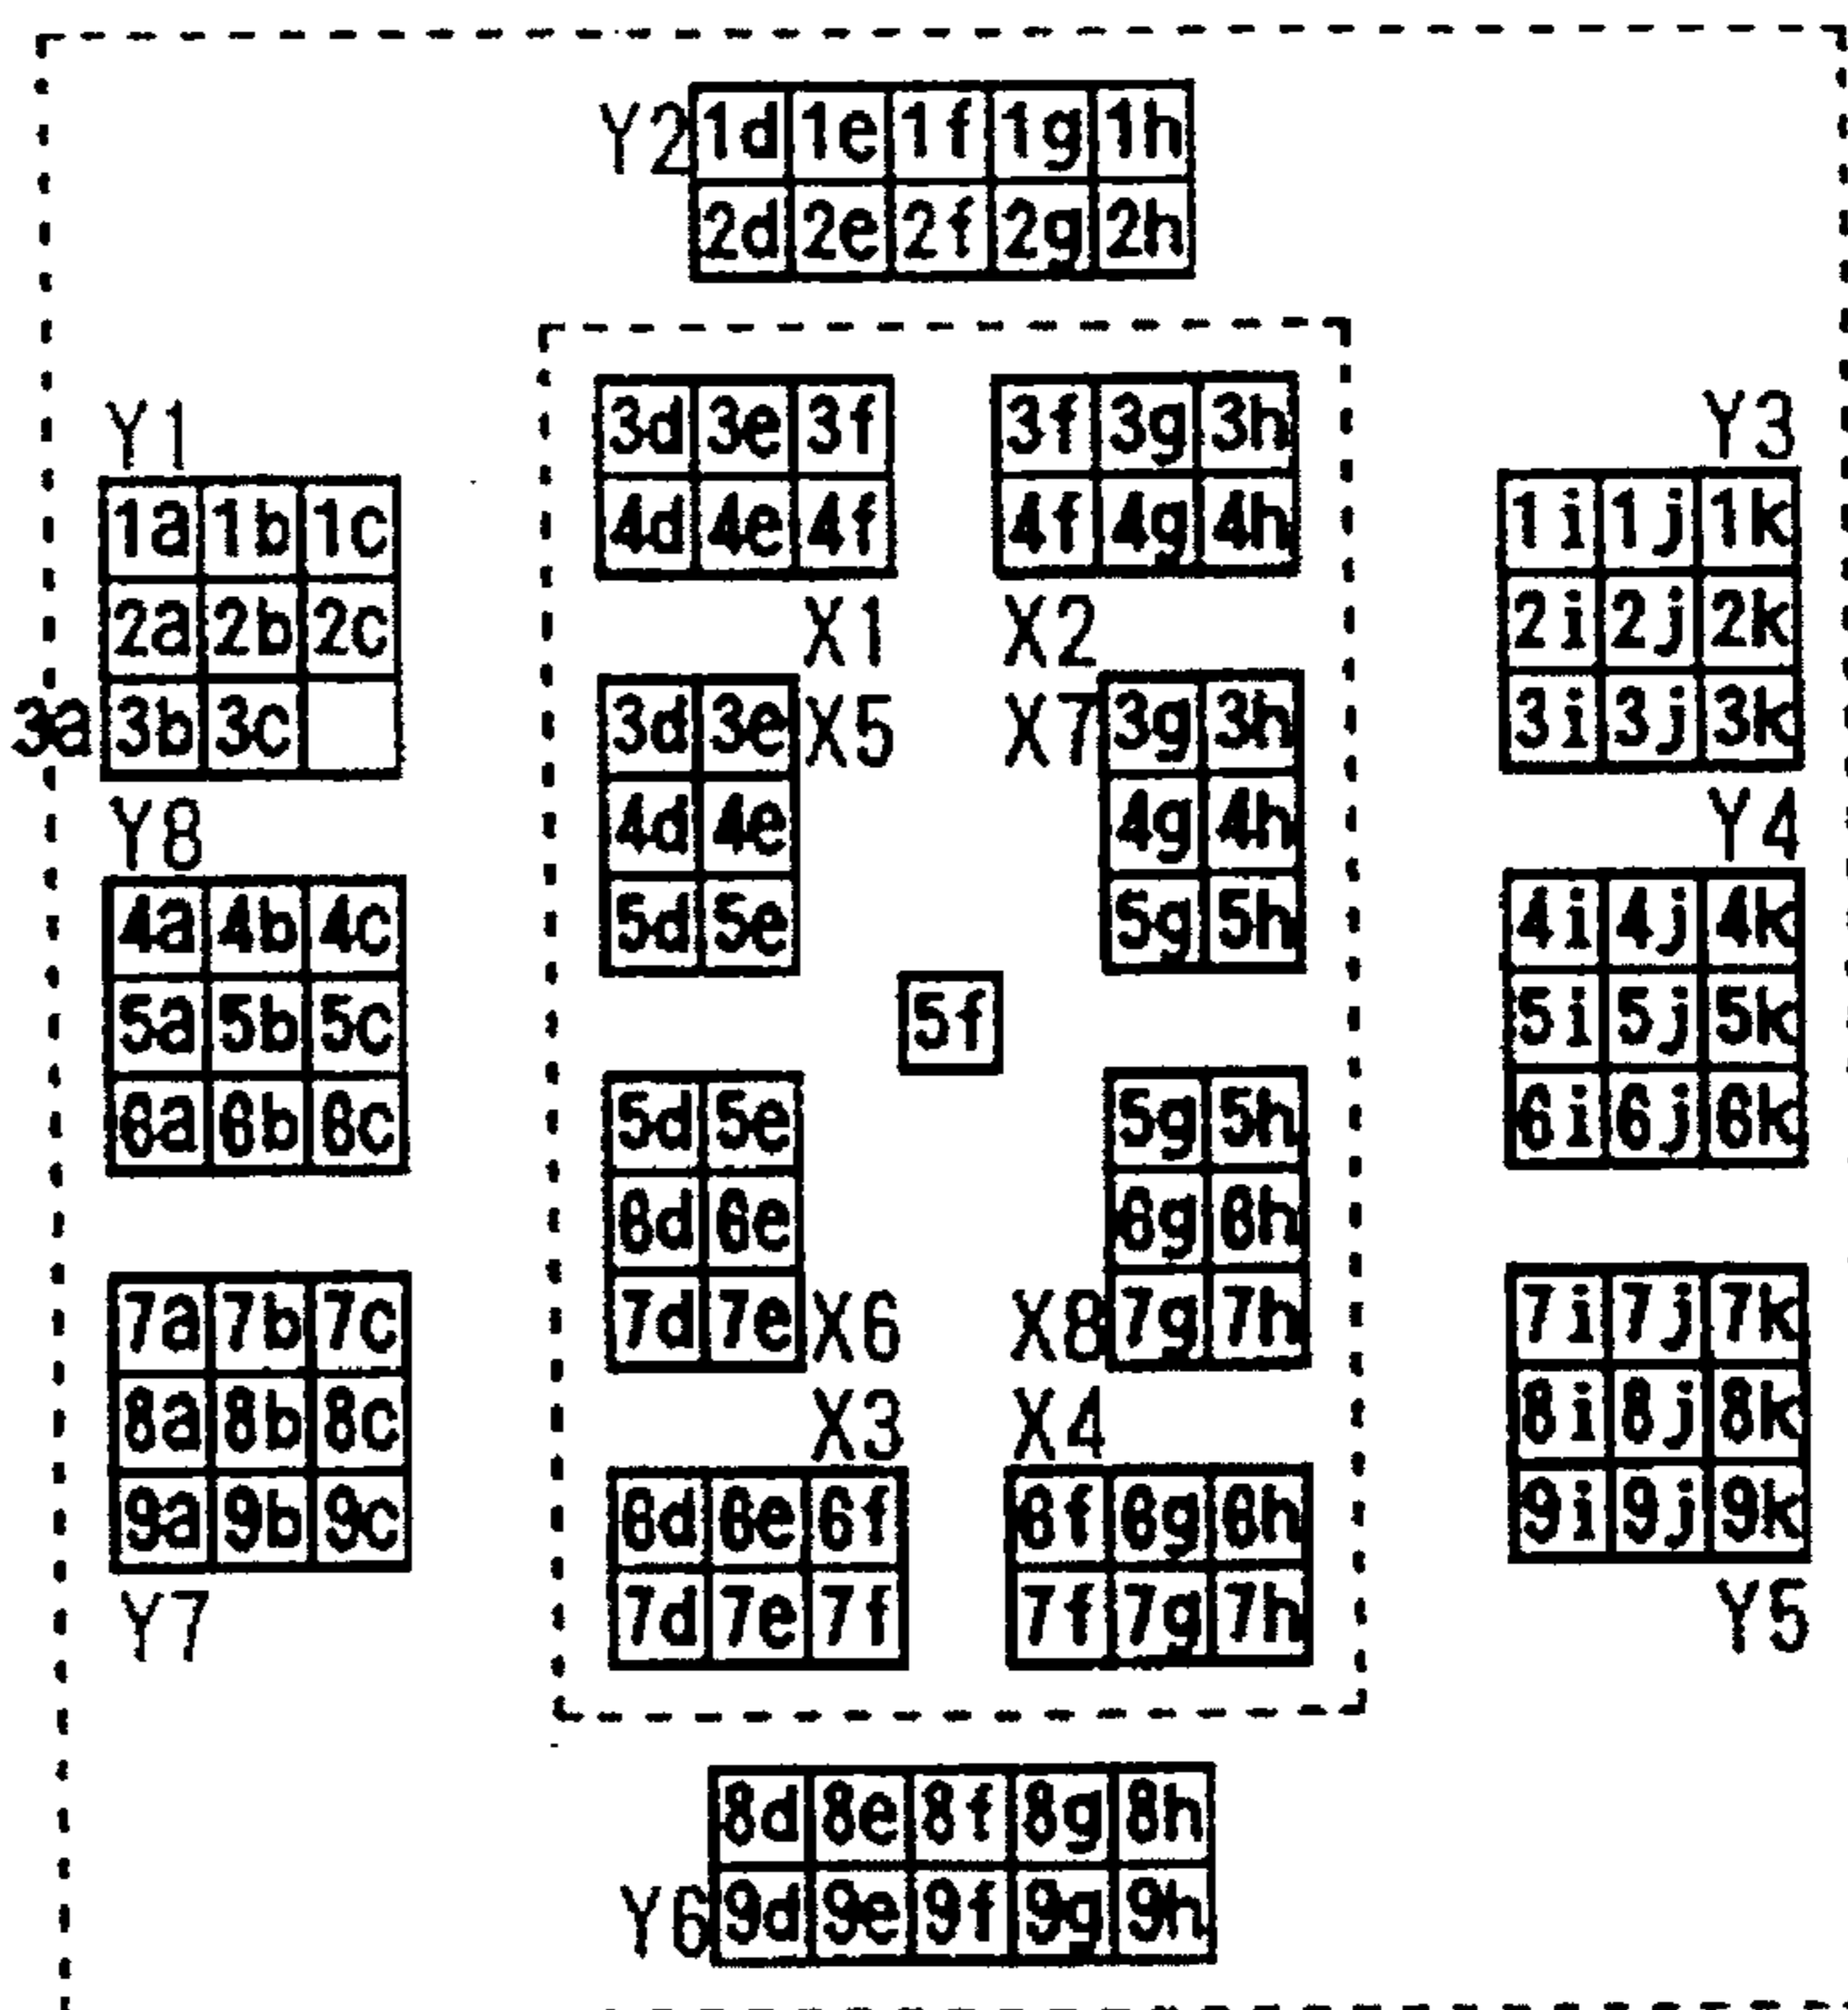 Y2 1d 1e 1f 1g 1h
2d 2e 2f 2g 2h
Y1
1a 1b 1c
2a 2b 2c
3a 3b 3c
3d 3e 3f
4d 4e 4f
X1
3f 3g 3h
4f 4g 4h
X2
Y3
1i 1j 1k
2i 2j 2k
3i 3j 3k
3d 3e X5
4d 4e
5d 5e
X7 3g 3h
4g 4h
5g 5h
Y8
4a 4b 4c
5a 5b 5c
6a 6b 6c
5f
Y4
4i 4j 4k
5i 5j 5k
6i 6j 6k
5d 5e
6d 6e
7d 7e X6
5g 5h
6g 6h
X8 7g 7h
7a 7b 7c
8a 8b 8c
9a 9b 9c
Y7
X3
6d 6e 6f
7d 7e 7f
X4
6f 6g 6h
7f 7g 7h
7i 7j 7k
8i 8j 8k
9i 9j 9k
Y5
8d 8e 8f 8g 8h
Y6 9d 9e 9f 9g 9h